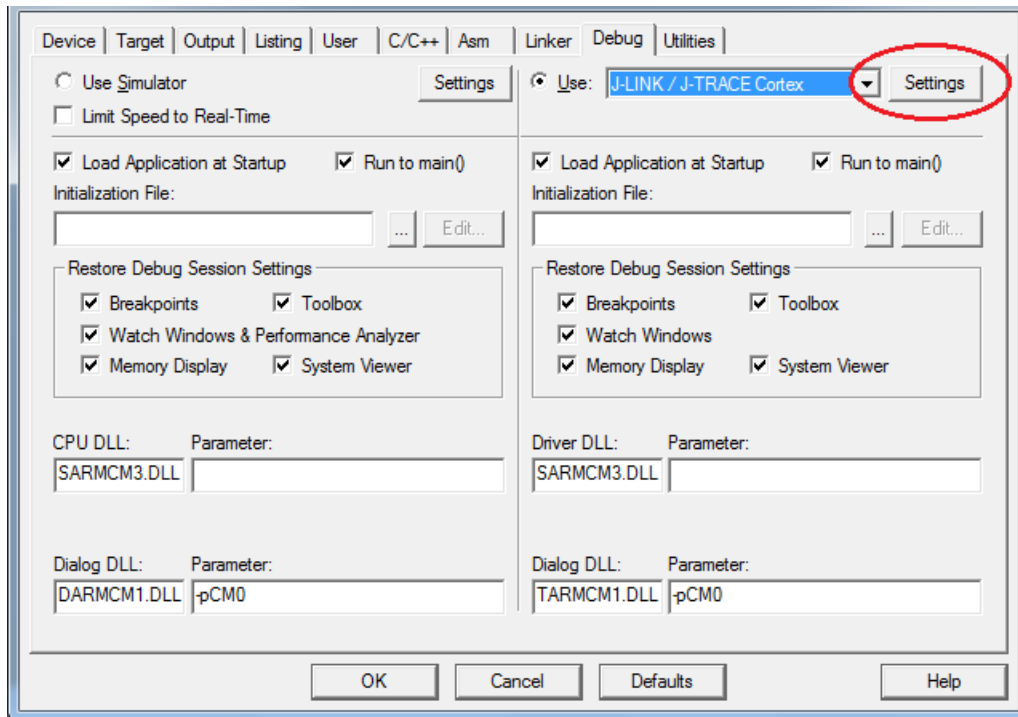 Device Target Output Listing User C/C++ Asm Linker Debug Utilities
Use Simulator Settings
Limit Speed to Real-Time
Use: J-LINK / J-TRACE Cortex Settings
Load Application at Startup Run to main()
Initialization File:
... Edit...
Restore Debug Session Settings
Breakpoints Toolbox
Watch Windows & Performance Analyzer
Memory Display System Viewer
Load Application at Startup Run to main()
Initialization File:
... Edit...
Restore Debug Session Settings
Breakpoints Toolbox
Watch Windows
Memory Display System Viewer
CPU DLL: Parameter:
SARMCM3.DLL
Dialog DLL: Parameter:
DARMCM1.DLL -pCM0
Driver DLL: Parameter:
SARMCM3.DLL
Dialog DLL: Parameter:
TARMCM1.DLL -pCM0
OK Cancel Defaults Help